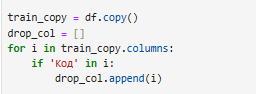 train_copy = df.copy()
drop_col = []
for i in train_copy.columns:
    if 'Код' in i:
        drop_col.append(i)